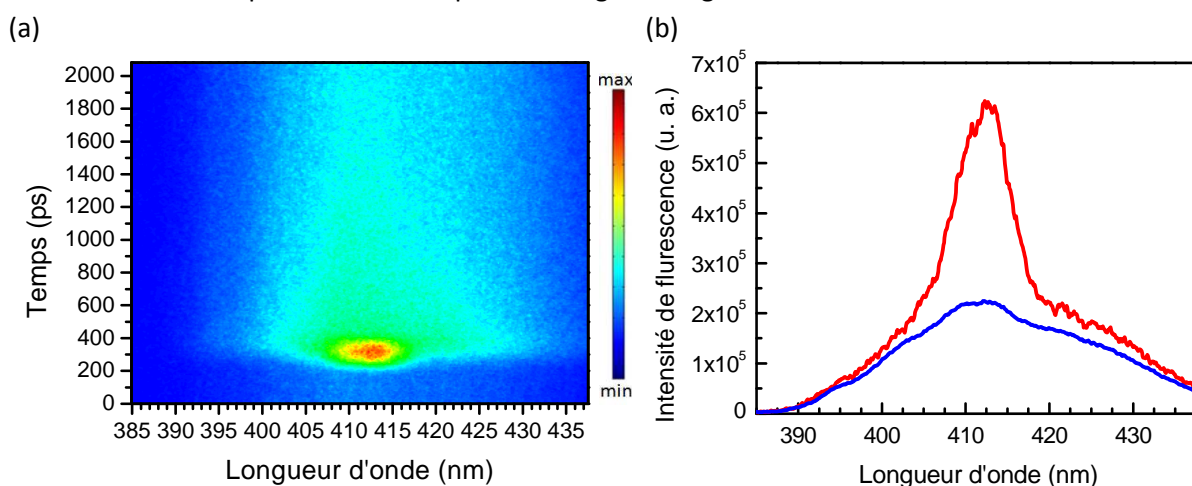 (a)
(b)
2000
1800
1600
1400
1200
1000
800
600
400
200
0
Temps (ps)
385 390 395 400 405 410 415 420 425 430 435
Longueur d'onde (nm)
max
min
7x10⁵
6x10⁵
5x10⁵
4x10⁵
3x10⁵
2x10⁵
1x10⁵
0
Intensité de flurescence (u. a.)
390 400 410 420 430
Longueur d'onde (nm)